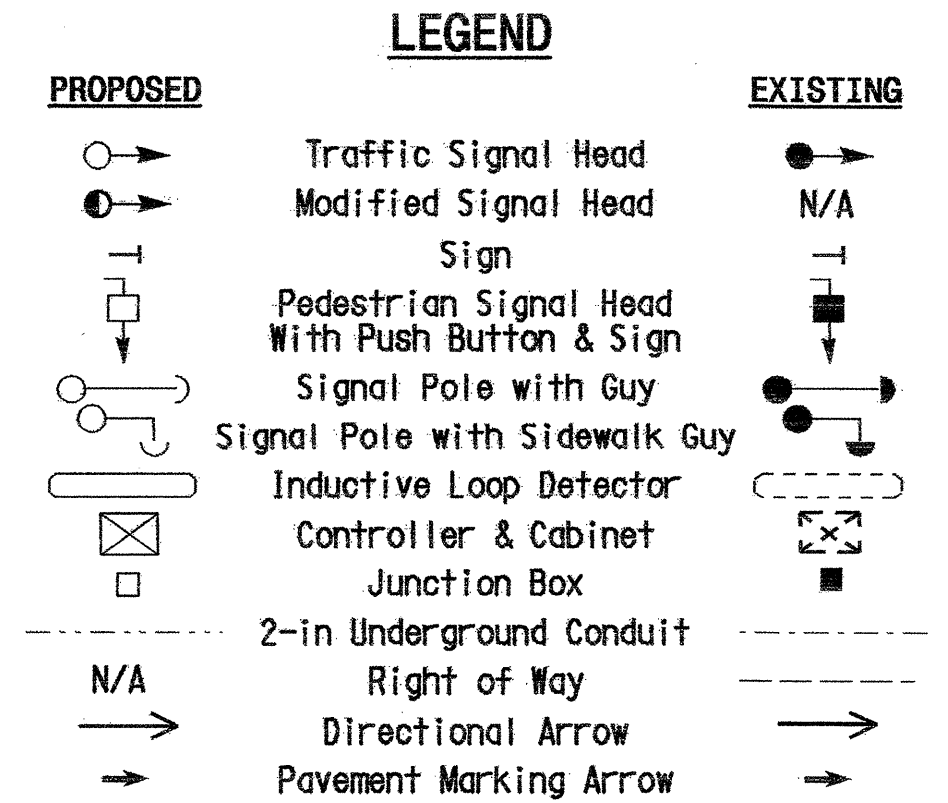 LEGEND
PROPOSED
EXISTING
Traffic Signal Head
Modified Signal Head
N/A
Sign
Pedestrian Signal Head
With Push Button & Sign
Signal Pole with Guy
Signal Pole with Sidewalk Guy
Inductive Loop Detector
Controller & Cabinet
Junction Box
2-in Underground Conduit
N/A
Right of Way
Directional Arrow
Pavement Marking Arrow